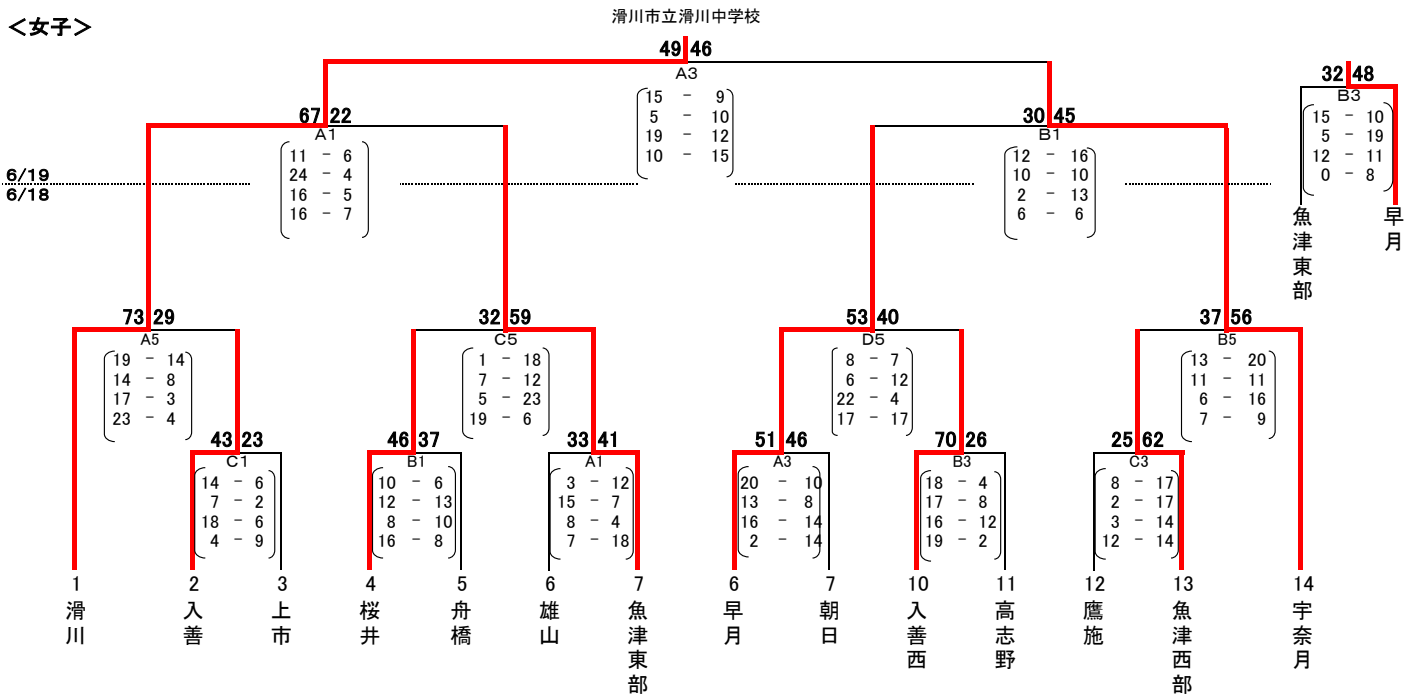 ＜女子＞
滑川市立滑川中学校
49 46
A3
15 - 9
5 - 10
19 - 12
10 - 15
32 48
B3
15 - 10
5 - 19
12 - 11
0 - 8
魚津東部
早月
67 22
A1
11 - 6
24 - 4
16 - 5
16 - 7
30 45
B1
12 - 16
10 - 10
2 - 13
6 - 6
6/19
6/18
73 29
A5
19 - 14
14 - 8
17 - 3
23 - 4
32 59
C5
1 - 18
7 - 12
5 - 23
19 - 6
53 40
D5
8 - 7
6 - 12
22 - 4
17 - 17
37 56
B5
13 - 20
11 - 11
6 - 16
7 - 9
43 23
C1
14 - 6
7 - 2
18 - 6
4 - 9
46 37
B1
10 - 6
12 - 13
8 - 10
16 - 8
33 41
A1
3 - 12
15 - 7
8 - 4
7 - 18
51 46
A3
20 - 10
13 - 8
16 - 14
2 - 14
70 26
B3
18 - 4
17 - 8
16 - 12
19 - 2
25 62
C3
8 - 17
2 - 17
3 - 14
12 - 14
1
滑川
2
入善
3
上市
4
桜井
5
舟橋
6
雄山
7
魚津東部
6
早月
7
朝日
10
入善西
11
高志野
12
鷹施
13
魚津西部
14
宇奈月